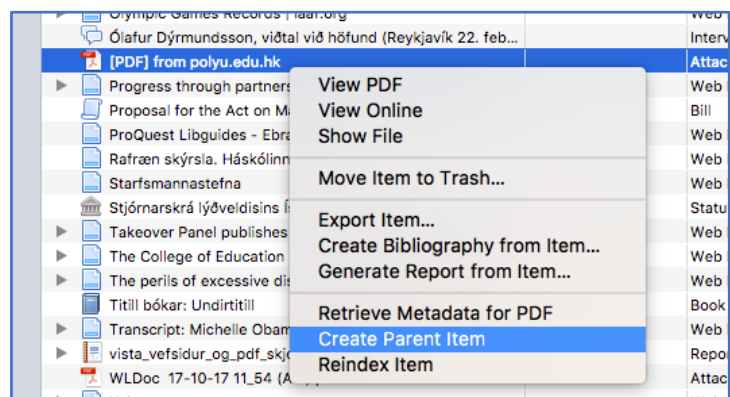 Olympic Games Records | iaaf.org Web
Ólafur Dýrmundsson, viðtal við höfund (Reykjavík 22. feb... Interv
[PDF] from polyu.edu.hk Attac
Progress through partners Web
Proposal for the Act on Ma Bill
ProQuest Libguides - Ebra Web
Rafræn skýrsla. Háskólinn Web
Starfsmannastefna Web
Stjórnarskrá lýðveldisins Ís Statu
Takeover Panel publishes Web
The College of Education Web
The perils of excessive dis Web
Titill bókar: Undirtitill Book
Transcript: Michelle Obam Web
vista_vefsidur_og_pdf_skjo Repo
WLDoc 17-10-17 11_54 (A Attac
View PDF
View Online
Show File
Move Item to Trash...
Export Item...
Create Bibliography from Item...
Generate Report from Item...
Retrieve Metadata for PDF
Create Parent Item
Reindex Item